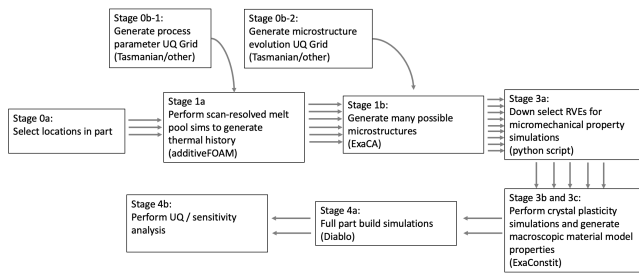 Stage 0b-1:
Generate process
parameter UQ Grid
(Tasmanian/other)
Stage 0b-2:
Generate microstructure
evolution UQ Grid
(Tasmanian/other)
Stage 0a:
Select locations in part
Stage 1a
Perform scan-resolved melt
pool sims to generate
thermal history
(additiveFOAM)
Stage 1b:
Generate many possible
microstructures
(ExaCA)
Stage 3a:
Down select RVEs for
micromechanical property
simulations
(python script)
Stage 4b:
Perform UQ / sensitivity
analysis
Stage 4a:
Full part build simulations
(Diablo)
Stage 3b and 3c:
Perform crystal plasticity
simulations and generate
macroscopic material model
properties
(ExaConstit)